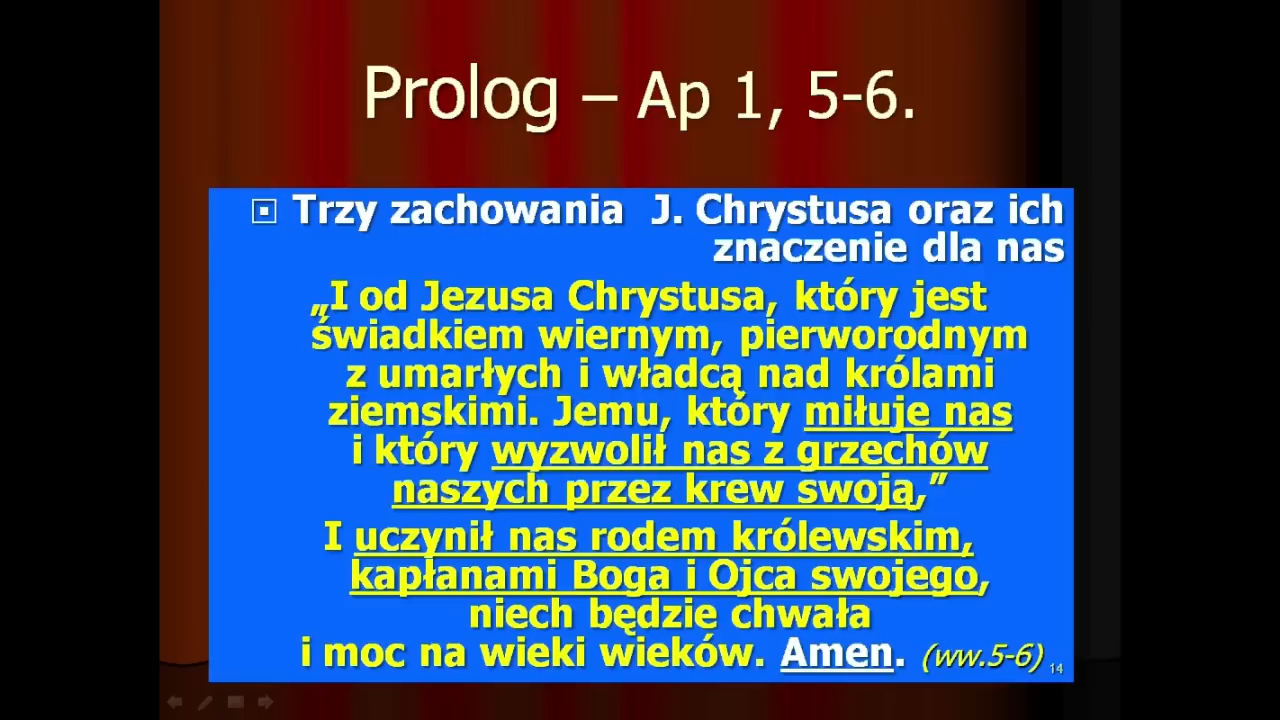 Prolog – Ap 1, 5-6.
Trzy zachowania J. Chrystusa oraz ich
znaczenie dla nas
„I od Jezusa Chrystusa, który jest
świadkiem wiernym, pierworodnym
z umarłych i władcą nad królami
ziemskimi. Jemu, który miłuje nas
i który wyzwolił nas z grzechów
naszych przez krew swoją,”
I uczynił nas rodem królewskim,
kapłanami Boga i Ojca swojego,
niech będzie chwała
i moc na wieki wieków. Amen. (ww.5-6)
14